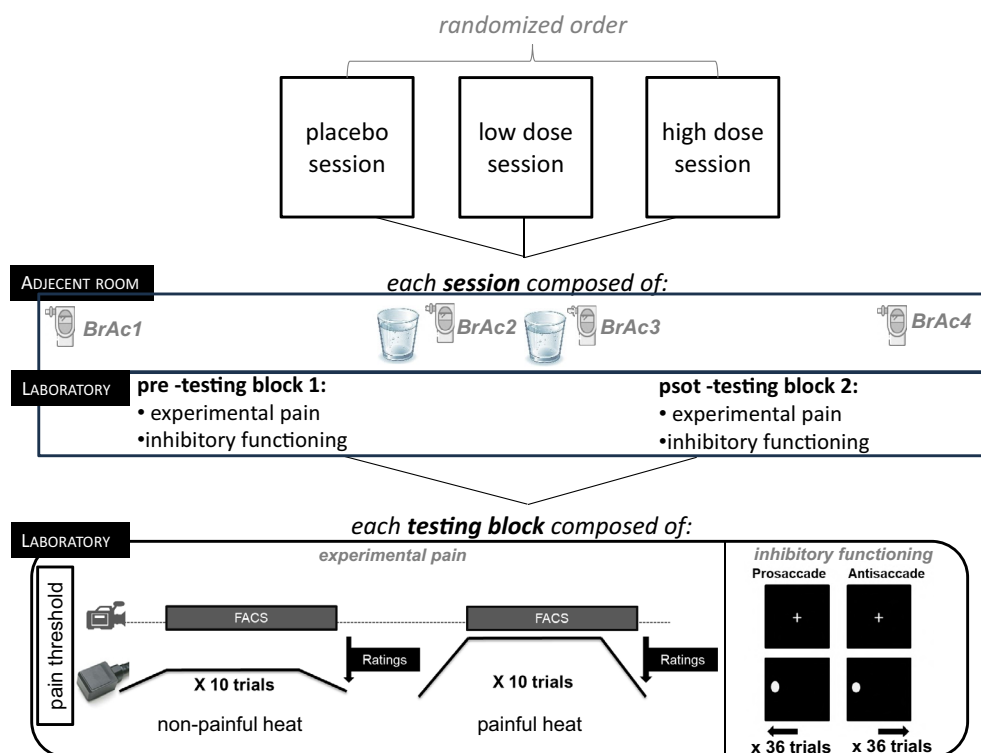 randomized order
placebo
session
low dose
session
high dose
session
ADJECENT ROOM
each session composed of:
BrAc1
BrAc2
BrAc3
BrAc4
LABORATORY
pre -testing block 1:
• experimental pain
•inhibitory functioning
psot -testing block 2:
• experimental pain
•inhibitory functioning
each testing block composed of:
LABORATORY
experimental pain
pain threshold
FACS
Ratings
X 10 trials
non-painful heat
FACS
Ratings
X 10 trials
painful heat
inhibitory functioning
Prosaccade
Antisaccade
x 36 trials
x 36 trials